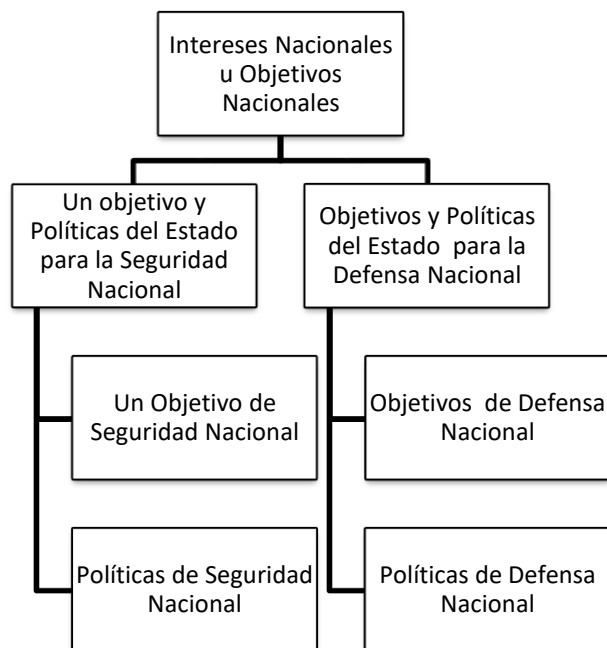 Intereses Nacionales
u Objetivos
Nacionales
Un objetivo y
Políticas del Estado
para la Seguridad
Nacional
Objetivos y Políticas
del Estado  para la
Defensa Nacional
Un Objetivo de
Seguridad Nacional
Objetivos  de Defensa
Nacional
Políticas de Seguridad
Nacional
Políticas de Defensa
Nacional